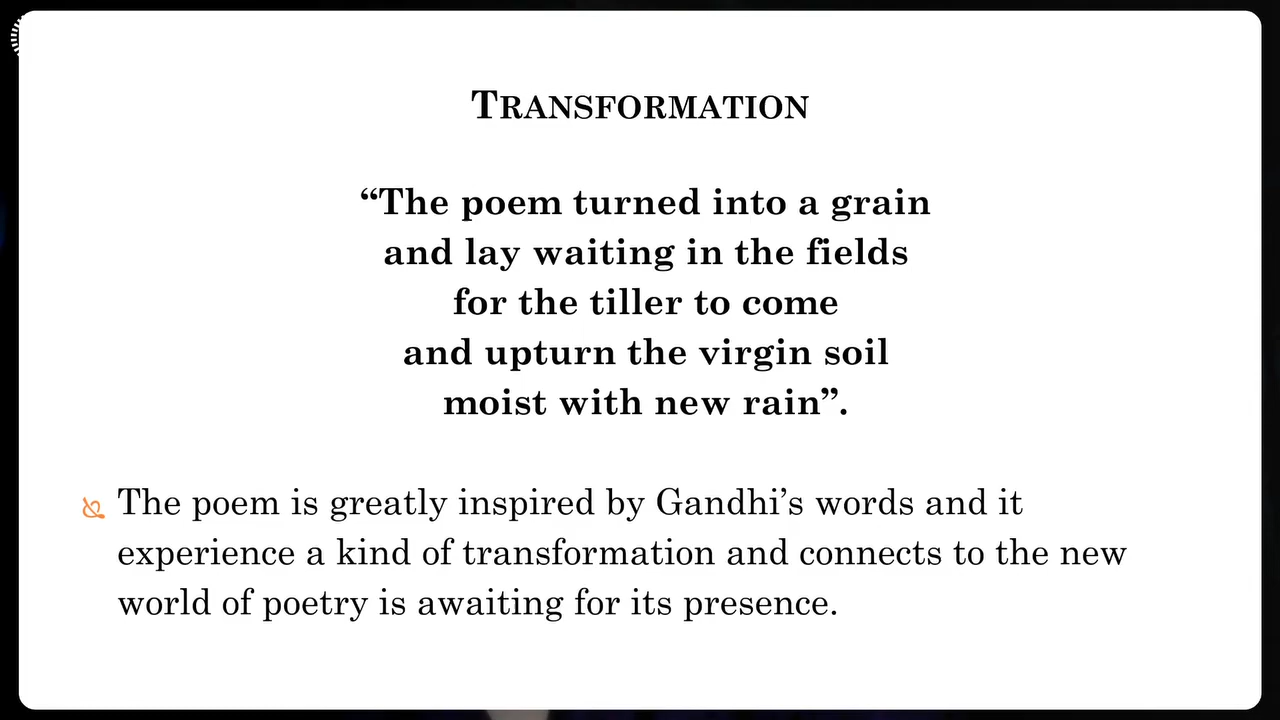 TRANSFORMATION
“The poem turned into a grain
and lay waiting in the fields
for the tiller to come
and upturn the virgin soil
moist with new rain”.
The poem is greatly inspired by Gandhi’s words and it
experience a kind of transformation and connects to the new
world of poetry is awaiting for its presence.